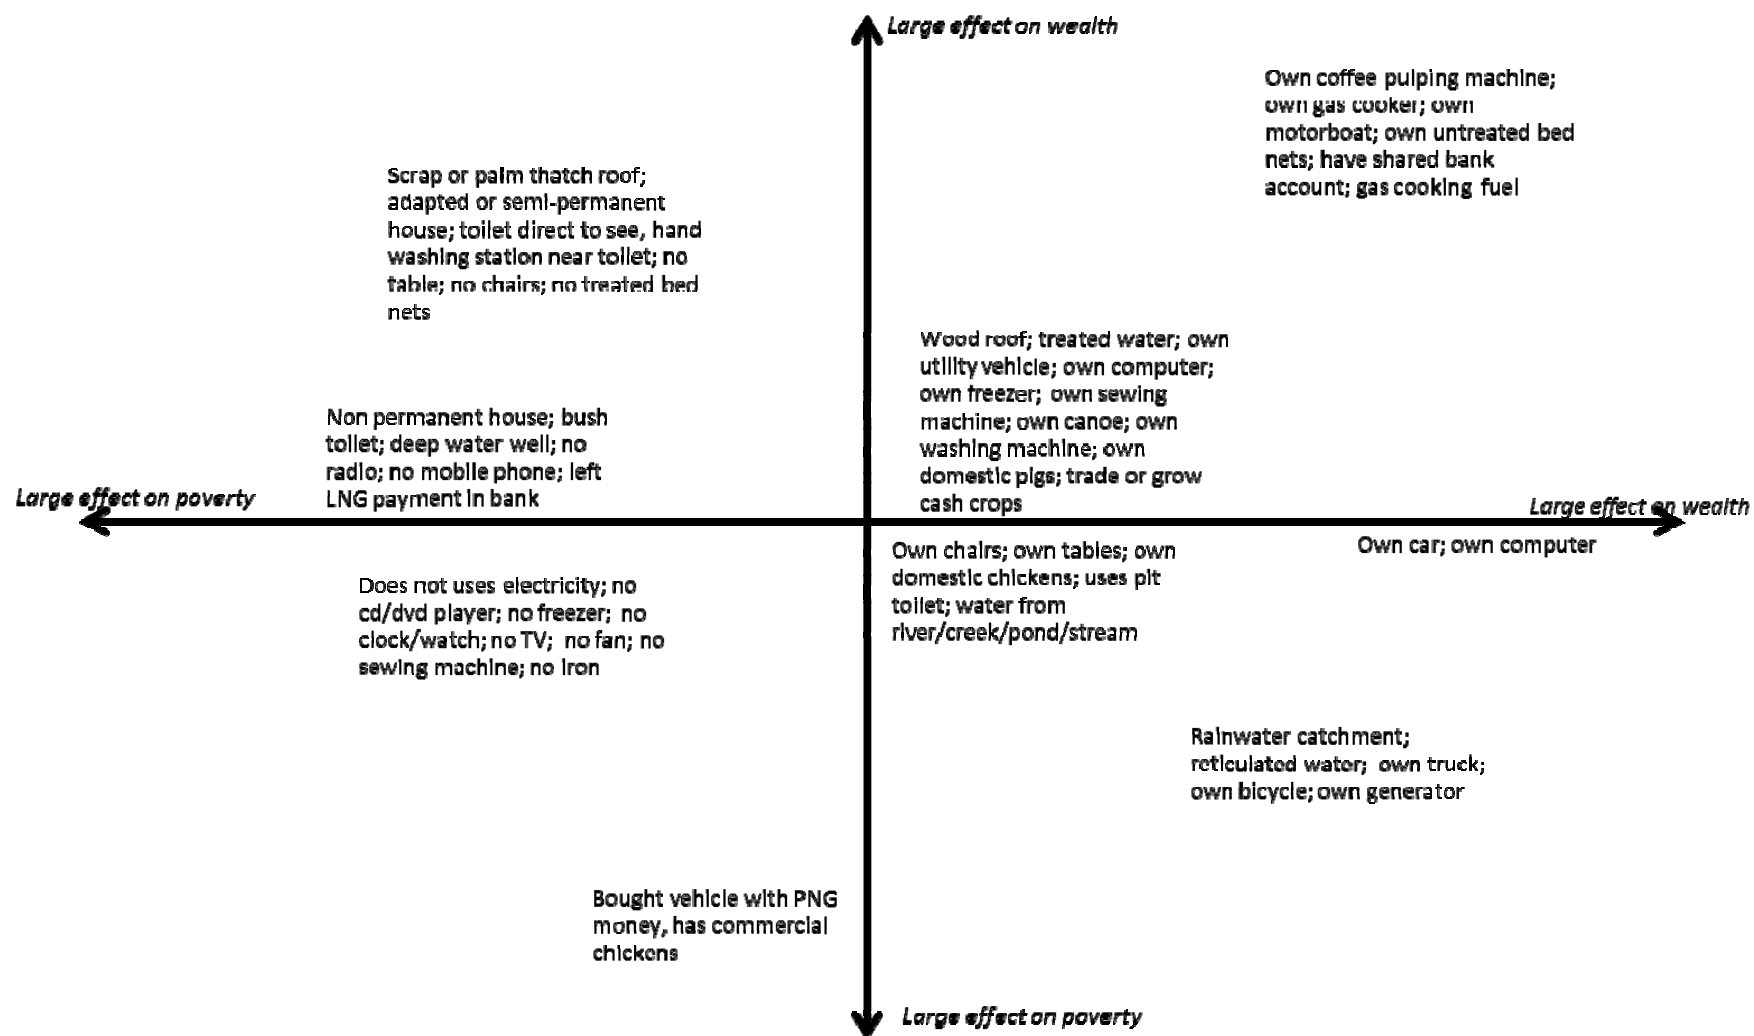 Large effect on wealth
Own coffee pulping machine;
own gas cooker; own
motorboat; own untreated bed
nets; have shared bank
account; gas cooking fuel
Scrap or palm thatch roof;
adapted or semi-permanent
house; toilet direct to see, hand
washing station near toilet; no
table; no chairs; no treated bed
nets
Wood roof; treated water; own
utility vehicle; own computer;
own freezer; own sewing
machine; own canoe; own
washing machine; own
domestic pigs; trade or grow
cash crops
Non permanent house; bush
toilet; deep water well; no
radio; no mobile phone; left
LNG payment in bank
Large effect on poverty
Large effect on wealth
Own car; own computer
Own chairs; own tables; own
domestic chickens; uses pit
toilet; water from
river/creek/pond/stream
Does not uses electricity; no
cd/dvd player; no freezer; no
clock/watch; no TV; no fan; no
sewing machine; no iron
Rainwater catchment;
reticulated water; own truck;
own bicycle; own generator
Bought vehicle with PNG
money, has commercial
chickens
Large effect on poverty